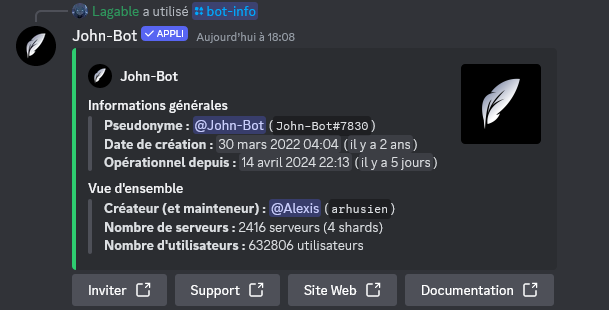 Lagable a utilisé bot-info
John-Bot APPLI Aujourd'hui à 18:08
John-Bot
Informations générales
Pseudonyme : @John-Bot (John-Bot#7830)
Date de création : 30 mars 2022 04:04 (il y a 2 ans)
Opérationnel depuis : 14 avril 2024 22:13 (il y a 5 jours)
Vue d'ensemble
Créateur (et mainteneur) : @Alexis (arhusien)
Nombre de serveurs : 2416 serveurs (4 shards)
Nombre d'utilisateurs : 632806 utilisateurs
Inviter Support Site Web Documentation